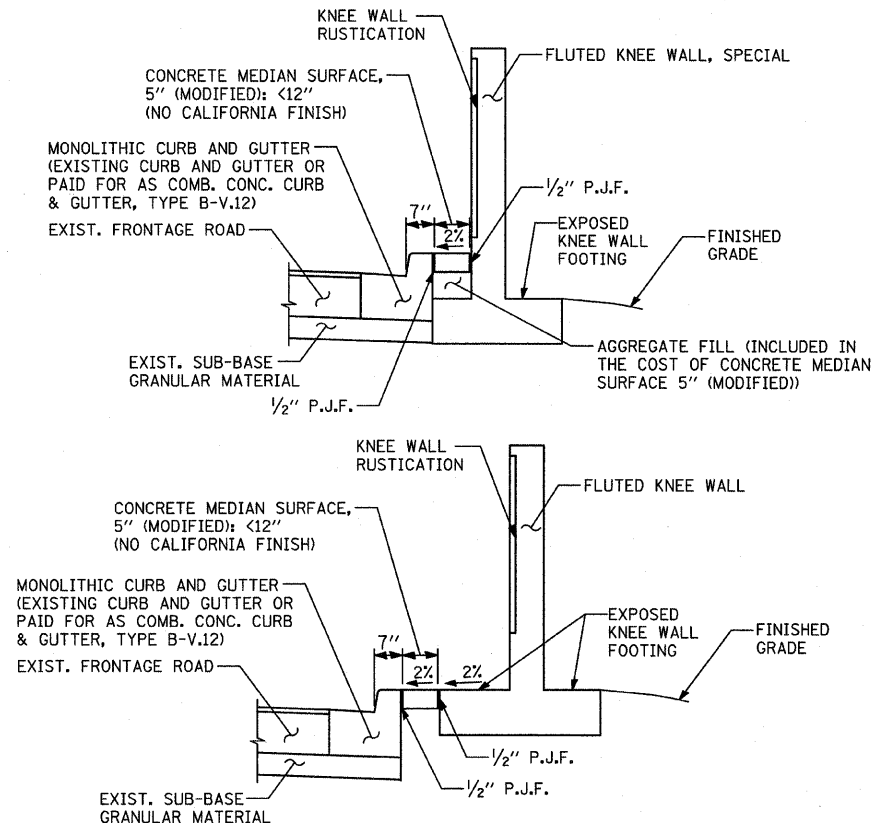 KNEE WALL
RUSTICATION
FLUTED KNEE WALL, SPECIAL
CONCRETE MEDIAN SURFACE,
5" (MODIFIED): <12"
(NO CALIFORNIA FINISH)
MONOLITHIC CURB AND GUTTER
(EXISTING CURB AND GUTTER OR
PAID FOR AS COMB. CONC. CURB
& GUTTER, TYPE B-V.12)
EXIST. FRONTAGE ROAD
7"
2%
1/2" P.J.F.
EXPOSED
KNEE WALL
FOOTING
FINISHED
GRADE
EXIST. SUB-BASE
GRANULAR MATERIAL
1/2" P.J.F.
AGGREGATE FILL (INCLUDED IN
THE COST OF CONCRETE MEDIAN
SURFACE 5" (MODIFIED))
KNEE WALL
RUSTICATION
FLUTED KNEE WALL
CONCRETE MEDIAN SURFACE,
5" (MODIFIED): <12"
(NO CALIFORNIA FINISH)
MONOLITHIC CURB AND GUTTER
(EXISTING CURB AND GUTTER OR
PAID FOR AS COMB. CONC. CURB
& GUTTER, TYPE B-V.12)
EXIST. FRONTAGE ROAD
7"
2% 2%
EXPOSED
KNEE WALL
FOOTING
FINISHED
GRADE
1/2" P.J.F.
1/2" P.J.F.
EXIST. SUB-BASE
GRANULAR MATERIAL